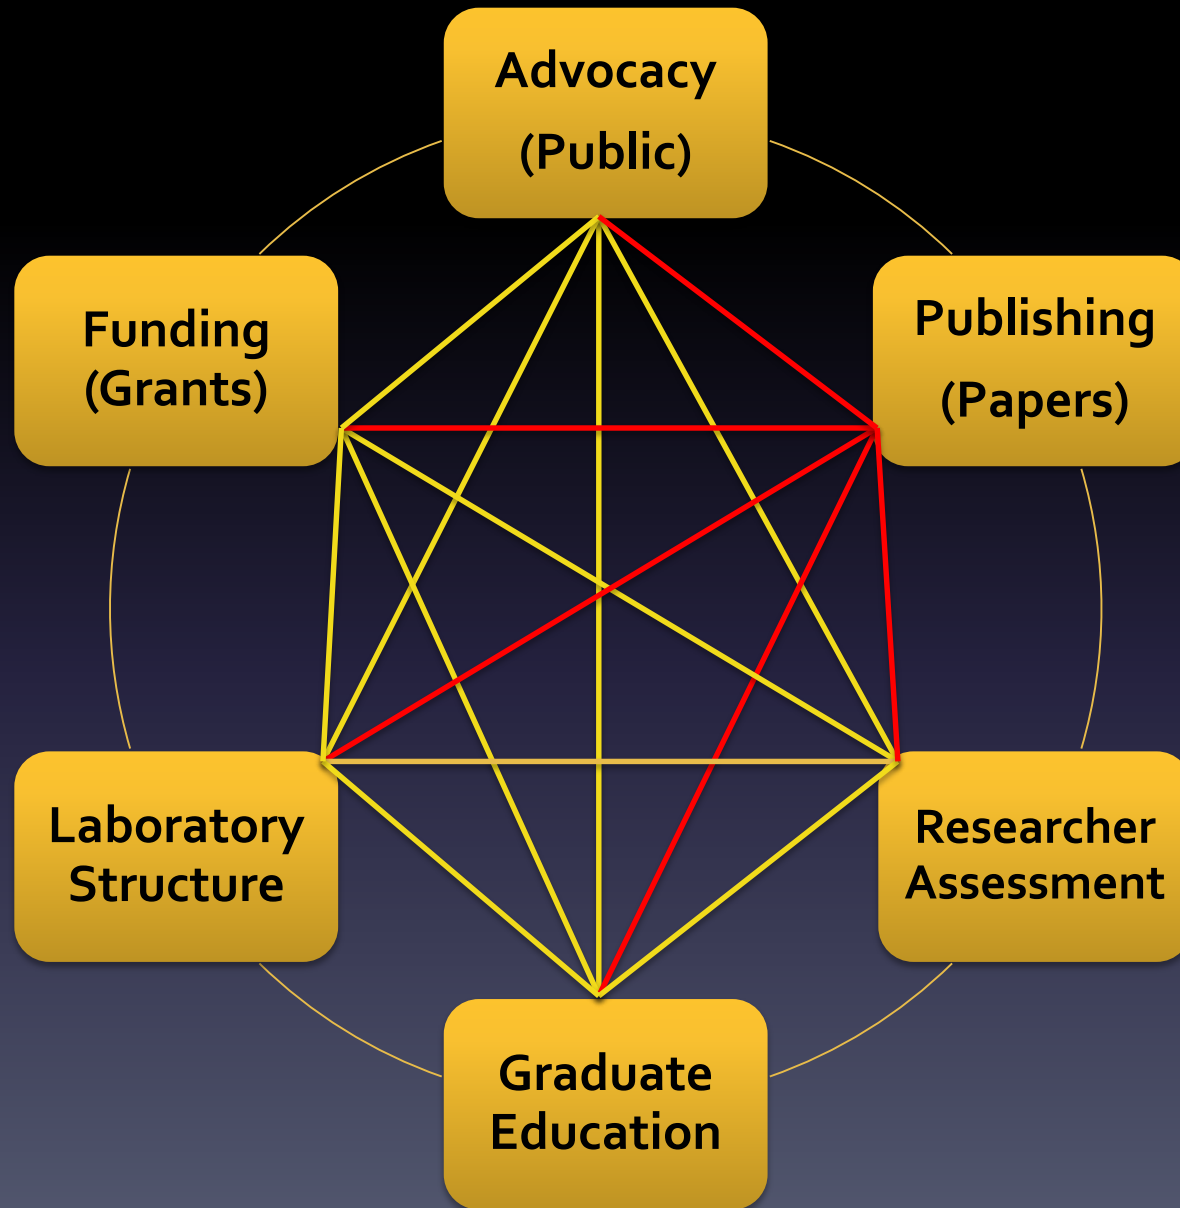 Advocacy
(Public)
Funding
(Grants)
Publishing
(Papers)
Laboratory
Structure
Researcher
Assessment
Graduate
Education